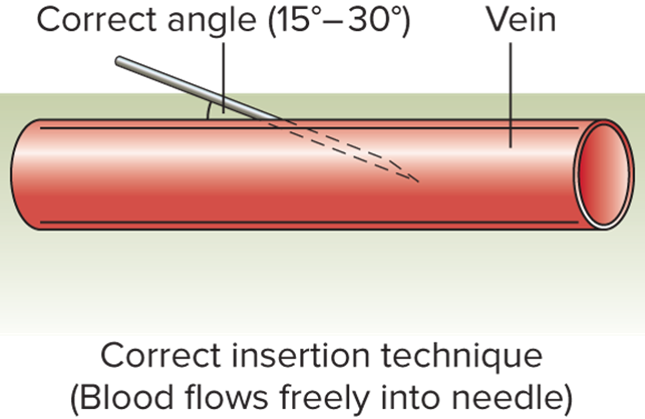 Correct angle (15°–30°)
Vein
Correct insertion technique
(Blood flows freely into needle)